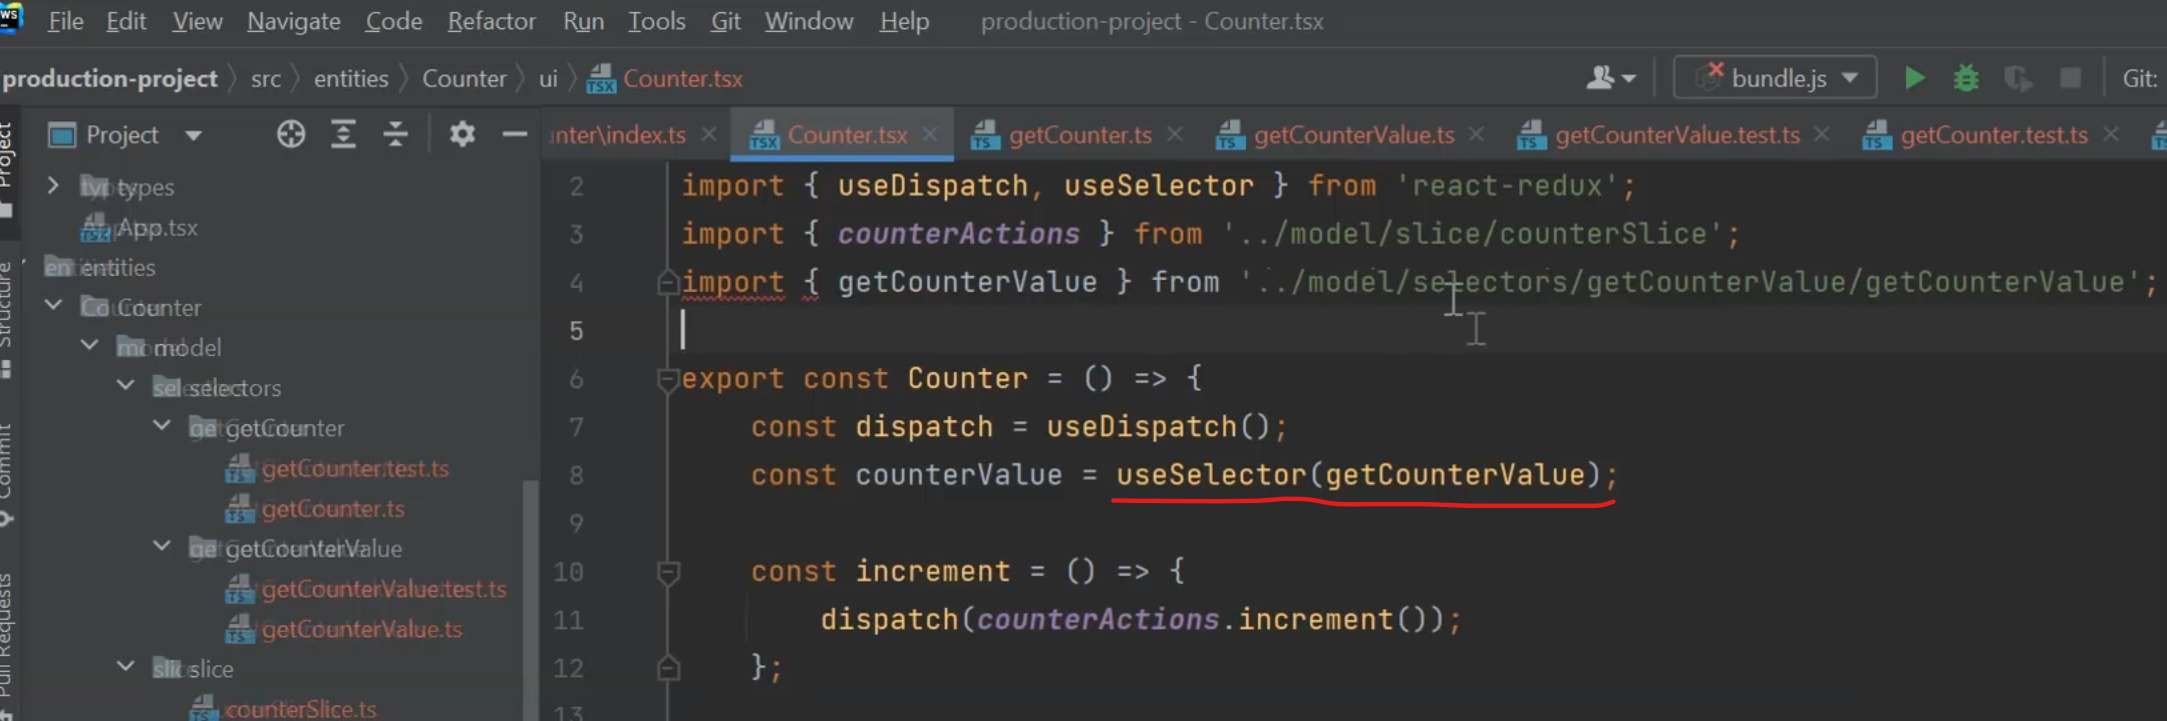 WS File Edit View Navigate Code Refactor Run Tools Git Window Help production-project - Counter.tsx
production-project src entities Counter ui Counter.tsx bundle.js Git:
Project
nter\index.ts Counter.tsx getCounter.ts getCounterValue.ts getCounterValue.test.ts getCounter.test.ts
Project
Structure
Commit
Pull Requests
types
App.tsx
entities
Counter
model
selectors
getCounter
getCounter.test.ts
getCounter.ts
getCounterValue
getCounterValue.test.ts
getCounterValue.ts
slice
counterSlice.ts
2 import { useDispatch, useSelector } from 'react-redux';
3 import { counterActions } from '../model/slice/counterSlice';
4 import { getCounterValue } from '../model/selectors/getCounterValue/getCounterValue';
5
6 export const Counter = () => {
7 const dispatch = useDispatch();
8 const counterValue = useSelector(getCounterValue);
9
10 const increment = () => {
11 dispatch(counterActions.increment());
12 };
13